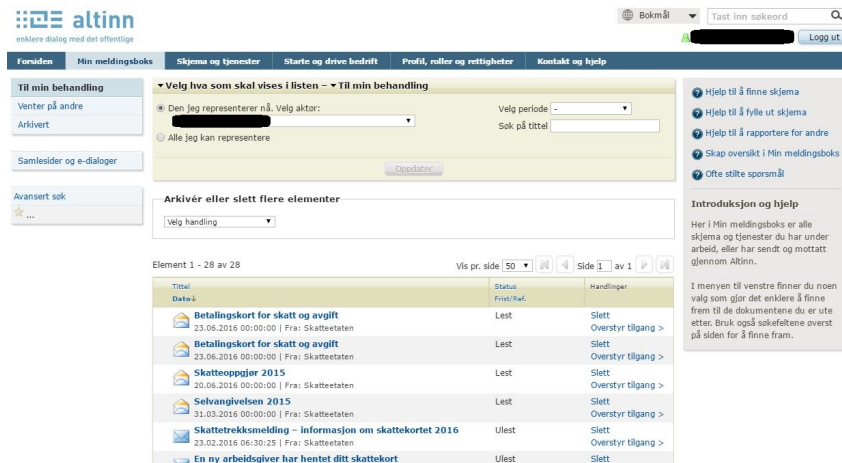 altinn
enklere dialog med det offentlige
Bokmål
Tast inn søkeord
Logg ut
Forsiden Min meldingsboks Skjema og tjenester Starte og drive bedrift Profil, roller og rettigheter Kontakt og hjelp
Til min behandling
Venter på andre
Arkivert
Samlesider og e-dialoger
Avansert søk
...
Velg hva som skal vises i listen – Til min behandling
Den jeg representerer nå. Velg aktør:
Alle jeg kan representere
Velg periode -
Søk på tittel
Oppdater
Arkivér eller slett flere elementer
Velg handling
Element 1 - 28 av 28
Vis pr. side 50 Side 1 av 1
Tittel Status Handlinger
Dato Frist/Ref.
Betalingskort for skatt og avgift Lest Slett
23.06.2016 00:00:00 | Fra: Skatteetaten Overstyr tilgang >
Betalingskort for skatt og avgift Lest Slett
23.06.2016 00:00:00 | Fra: Skatteetaten Overstyr tilgang >
Skatteoppgjør 2015 Lest Slett
20.06.2016 00:00:00 | Fra: Skatteetaten Overstyr tilgang >
Selvangivelsen 2015 Lest Slett
31.03.2016 00:00:00 | Fra: Skatteetaten Overstyr tilgang >
Skattetrekksmelding – informasjon om skattekortet 2016 Ulest Slett
23.02.2016 06:30:25 | Fra: Skatteetaten Overstyr tilgang >
En ny arbeidsgiver har hentet ditt skattekort Ulest Slett
Hjelp til å finne skjema
Hjelp til å fylle ut skjema
Hjelp til å rapportere for andre
Skap oversikt i Min meldingsboks
Ofte stilte spørsmål
Introduksjon og hjelp
Her i Min meldingsboks er alle
skjema og tjenester du har under
arbeid, eller har sendt og mottatt
gjennom Altinn.
I menyen til venstre finner du noen
valg som gjør det enklere å finne
frem til de dokumentene du er ute
etter. Bruk også søkefeltene øverst
på siden for å finne fram.